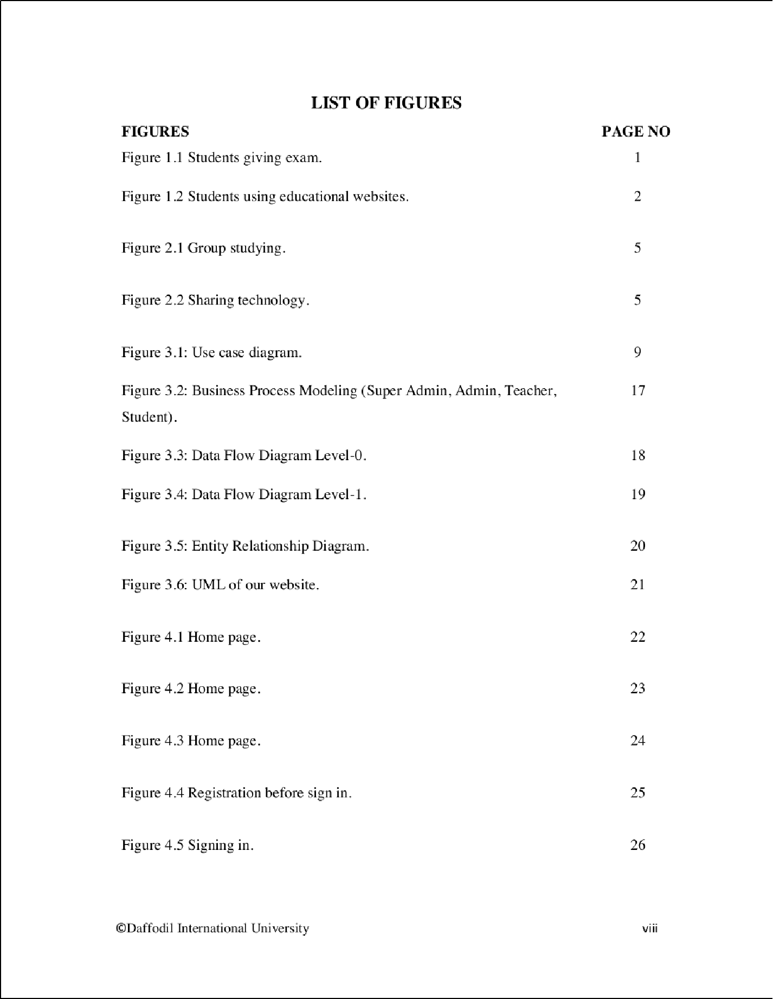 LIST OF FIGURES
FIGURES PAGE NO
Figure 1.1 Students giving exam. 1
Figure 1.2 Students using educational websites. 2
Figure 2.1 Group studying. 5
Figure 2.2 Sharing technology. 5
Figure 3.1: Use case diagram. 9
Figure 3.2: Business Process Modeling (Super Admin, Admin, Teacher, 17
Student).
Figure 3.3: Data Flow Diagram Level-0. 18
Figure 3.4: Data Flow Diagram Level-1. 19
Figure 3.5: Entity Relationship Diagram. 20
Figure 3.6: UML of our website. 21
Figure 4.1 Home page. 22
Figure 4.2 Home page. 23
Figure 4.3 Home page. 24
Figure 4.4 Registration before sign in. 25
Figure 4.5 Signing in. 26
©Daffodil International University viii